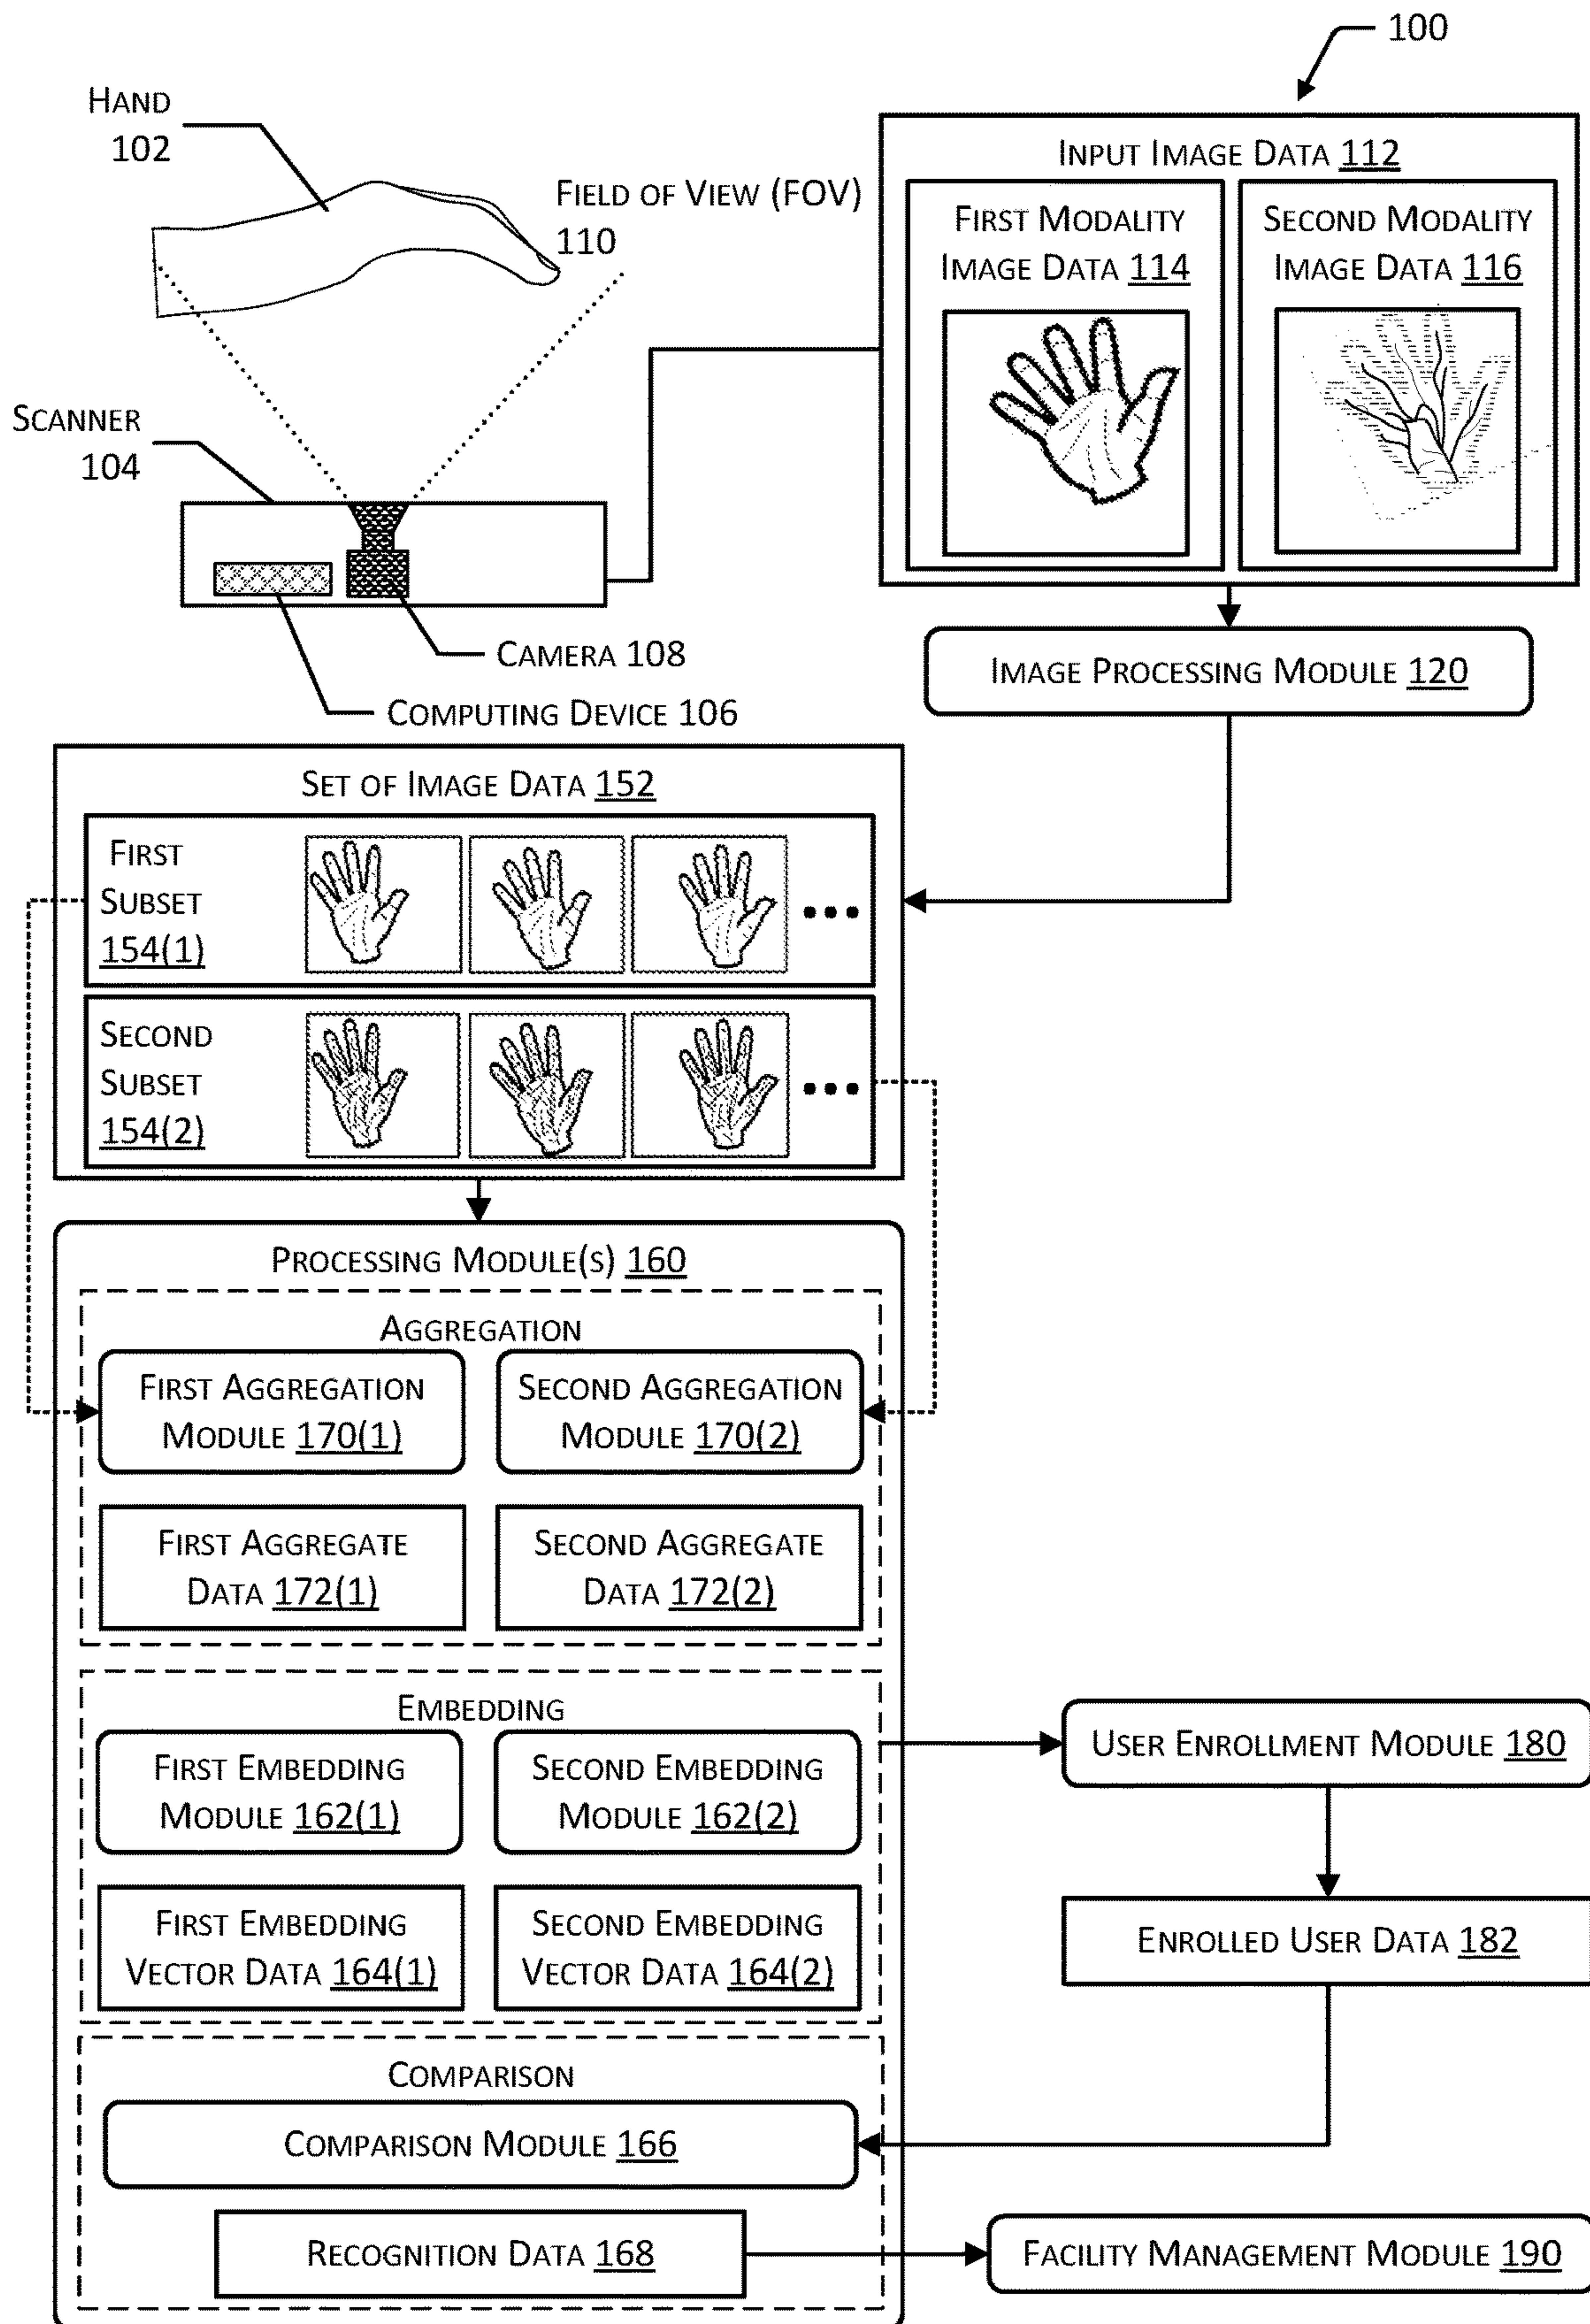 100
HAND
102
FIELD OF VIEW (FOV)
110
SCANNER
104
CAMERA 108
COMPUTING DEVICE 106
INPUT IMAGE DATA 112
FIRST MODALITY
IMAGE DATA 114
SECOND MODALITY
IMAGE DATA 116
IMAGE PROCESSING MODULE 120
SET OF IMAGE DATA 152
FIRST
SUBSET
154(1)
SECOND
SUBSET
154(2)
PROCESSING MODULE(S) 160
AGGREGATION
FIRST AGGREGATION
MODULE 170(1)
SECOND AGGREGATION
MODULE 170(2)
FIRST AGGREGATE
DATA 172(1)
SECOND AGGREGATE
DATA 172(2)
EMBEDDING
FIRST EMBEDDING
MODULE 162(1)
SECOND EMBEDDING
MODULE 162(2)
FIRST EMBEDDING
VECTOR DATA 164(1)
SECOND EMBEDDING
VECTOR DATA 164(2)
USER ENROLLMENT MODULE 180
ENROLLED USER DATA 182
COMPARISON
COMPARISON MODULE 166
RECOGNITION DATA 168
FACILITY MANAGEMENT MODULE 190